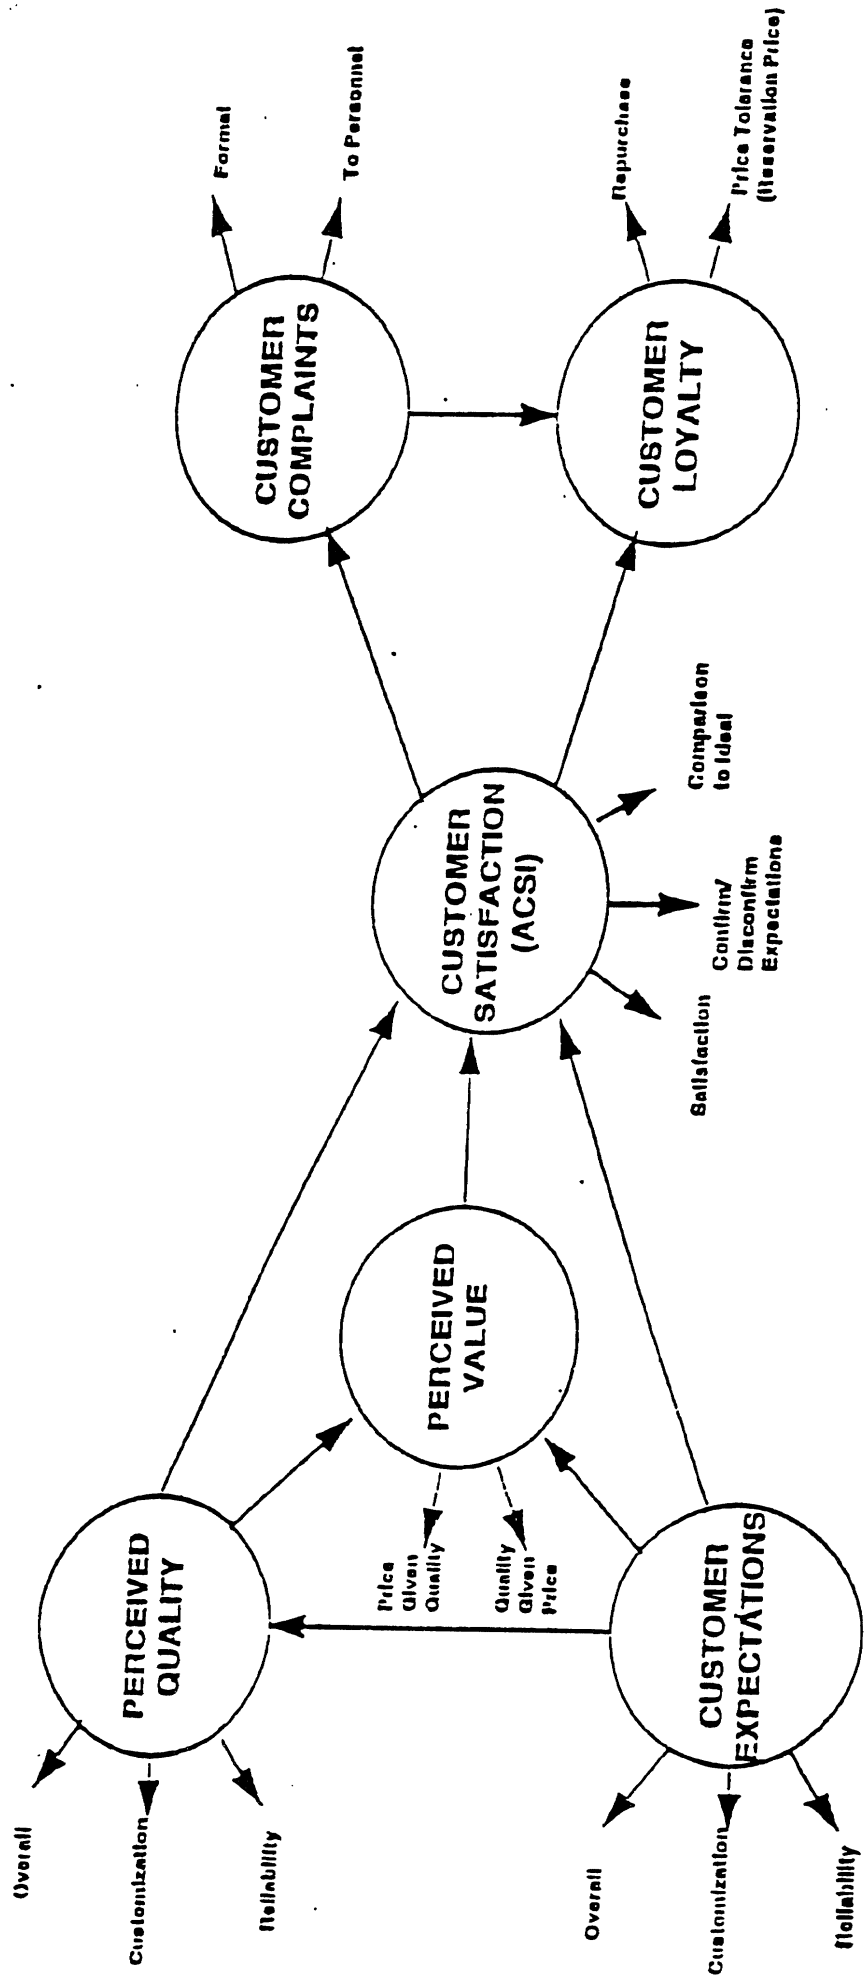 Overall
Customization
Reliability
PERCEIVED
QUALITY
Price
Given
Quality
Quality
Given
Price
PERCEIVED
VALUE
Overall
Customization
Reliability
CUSTOMER
EXPECTATIONS
CUSTOMER
SATISFACTION
(ACSI)
Satisfaction
Confirm/
Disconfirm
Expectations
Comparison
to Ideal
CUSTOMER
COMPLAINTS
Formal
To Personnel
CUSTOMER
LOYALTY
Repurchase
Price Tolerance
(Reservation Price)